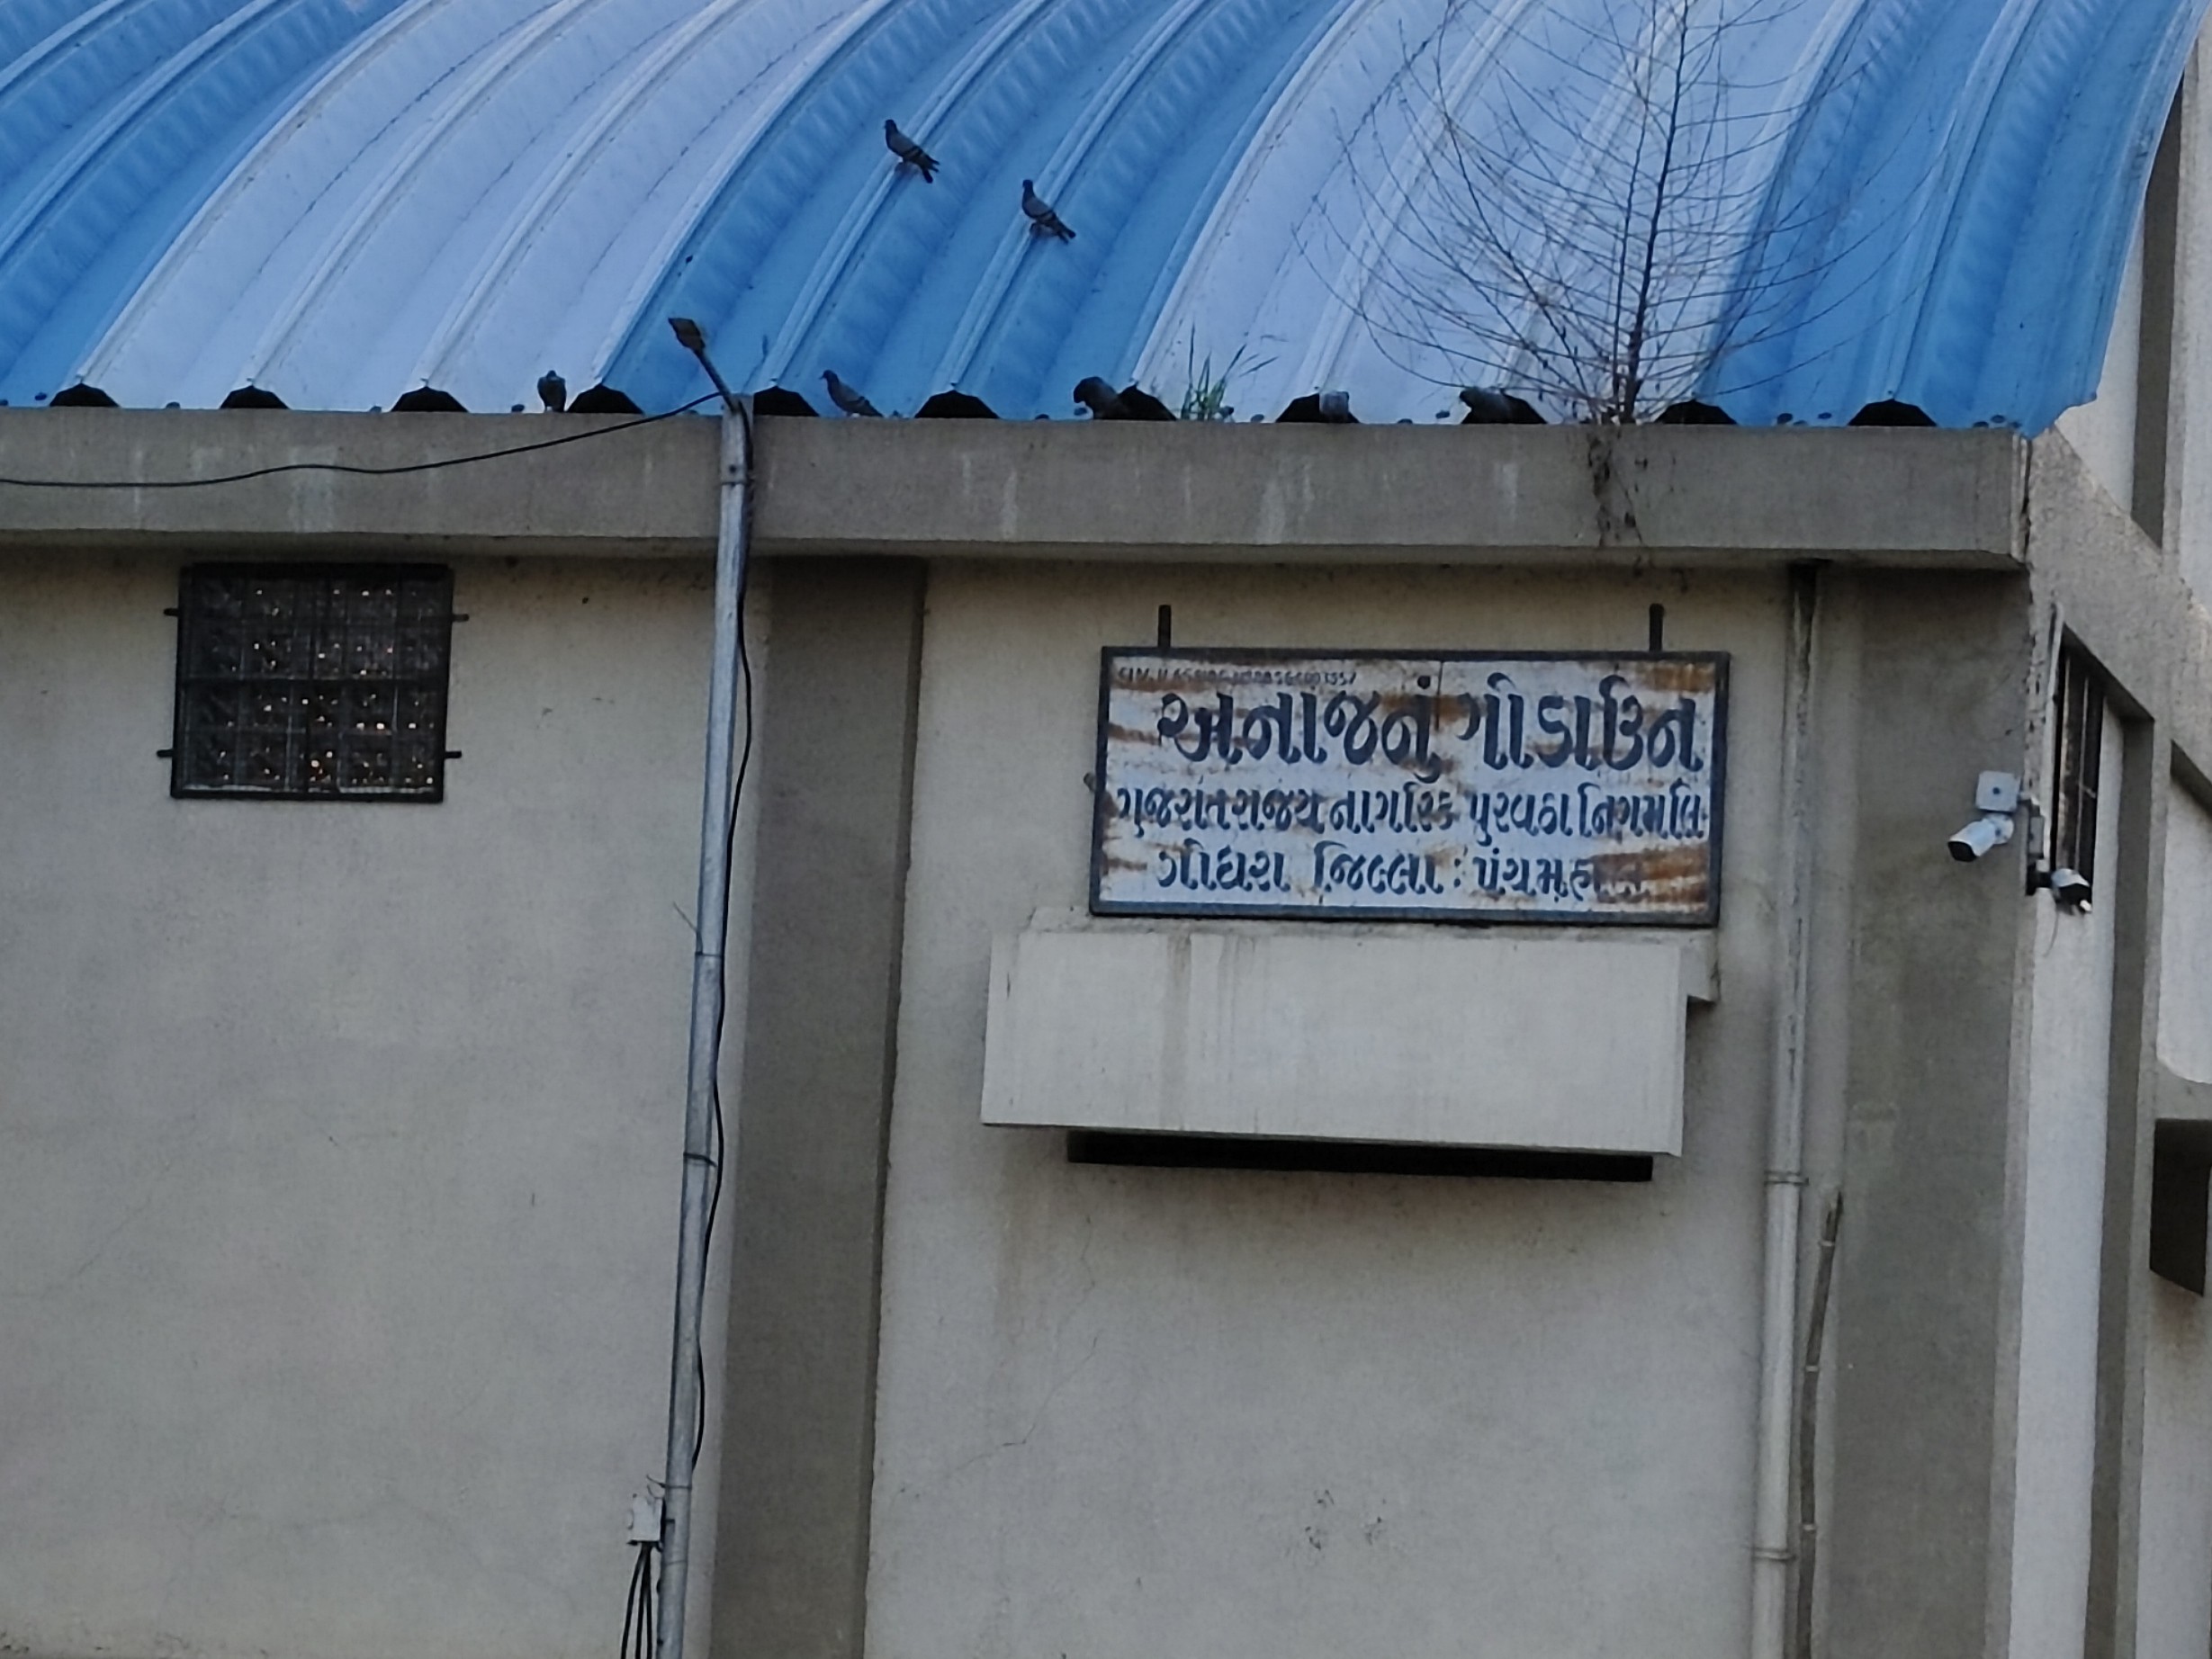 અનાજનું ગોડાઉન
ગુજરાત રાજ્ય નાગરિક પુરવઠા નિગમ લિ.
ગોધરા જિલ્લા : પંચમહાલ